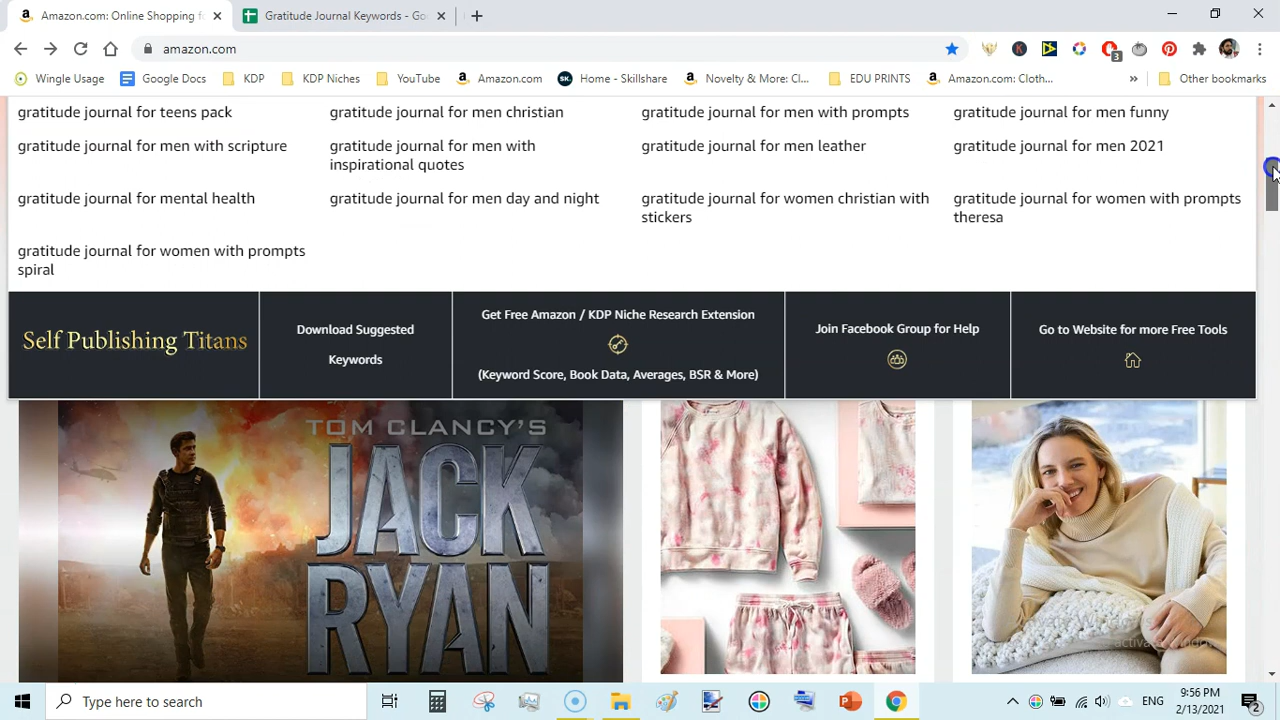 Amazon.com: Online Shopping f
Gratitude Journal Keywords - Go
amazon.com
3
Wingle Usage
Google Docs
KDP
KDP Niches
YouTube
Amazon.com
SK.
Home - Skillshare
Novelty & More: Cl...
EDU PRINTS
Amazon.com: Cloth...
»
Other bookmarks
gratitude journal for teens pack
gratitude journal for men christian
gratitude journal for men with prompts
gratitude journal for men funny
gratitude journal for men with scripture
gratitude journal for men with
inspirational quotes
gratitude journal for men leather
gratitude journal for men 2021
gratitude journal for mental health
gratitude journal for men day and night
gratitude journal for women christian with
stickers
gratitude journal for women with prompts
theresa
gratitude journal for women with prompts
spiral
Self Publishing Titans
Download Suggested
Keywords
Get Free Amazon / KDP Niche Research Extension
(Keyword Score, Book Data, Averages, BSR & More)
Join Facebook Group for Help
Go to Website for more Free Tools
TOM CLANCY'S
JACK
RYAN
Type here to search
ENG
9:56 PM
2/13/2021
2